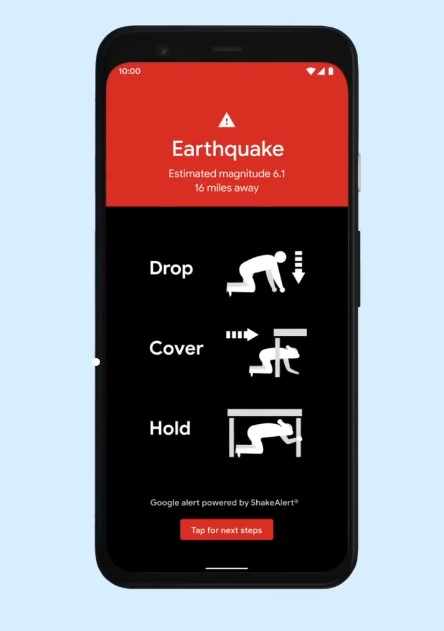 10:00
Earthquake
Estimated magnitude 6.1
16 miles away
Drop
Cover
Hold
Google alert powered by ShakeAlert®
Tap for next steps